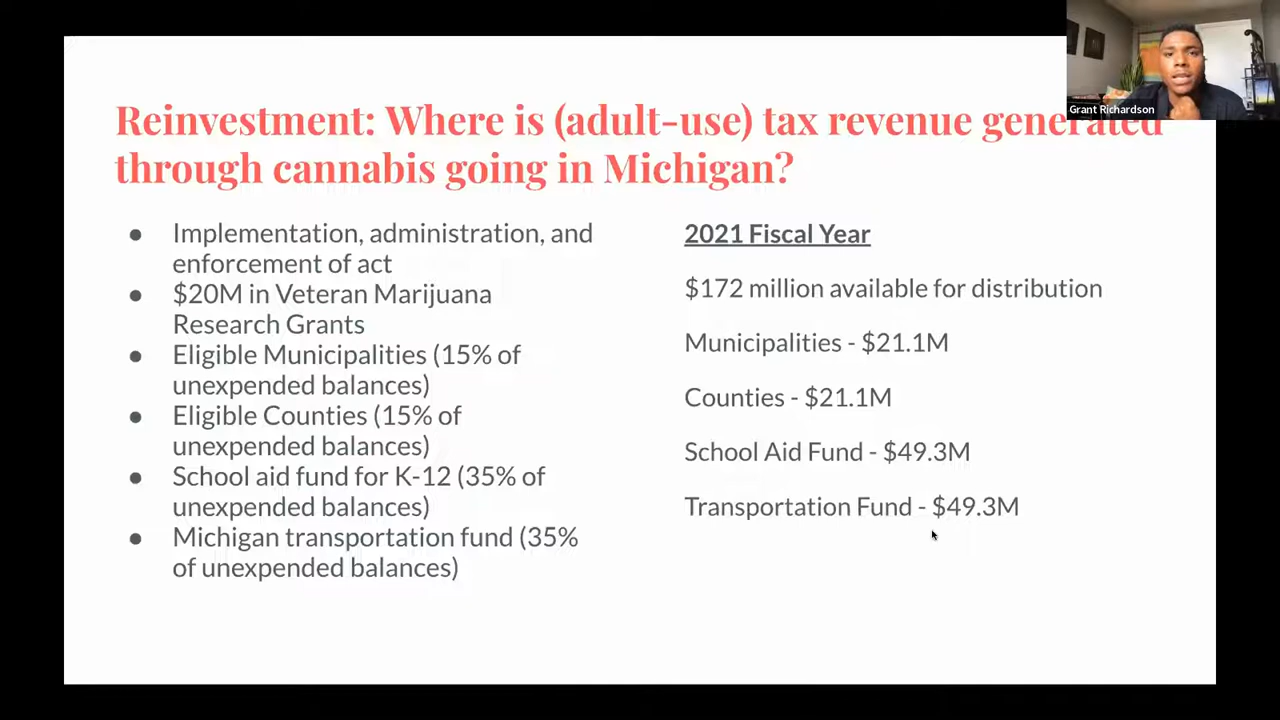 Grant Richardson
Reinvestment: Where is (adult-use) tax revenue generated
through cannabis going in Michigan?
● Implementation, administration, and
enforcement of act
● $20M in Veteran Marijuana
Research Grants
● Eligible Municipalities (15% of
unexpended balances)
● Eligible Counties (15% of
unexpended balances)
● School aid fund for K-12 (35% of
unexpended balances)
● Michigan transportation fund (35%
of unexpended balances)
2021 Fiscal Year
$172 million available for distribution
Municipalities - $21.1M
Counties - $21.1M
School Aid Fund - $49.3M
Transportation Fund - $49.3M